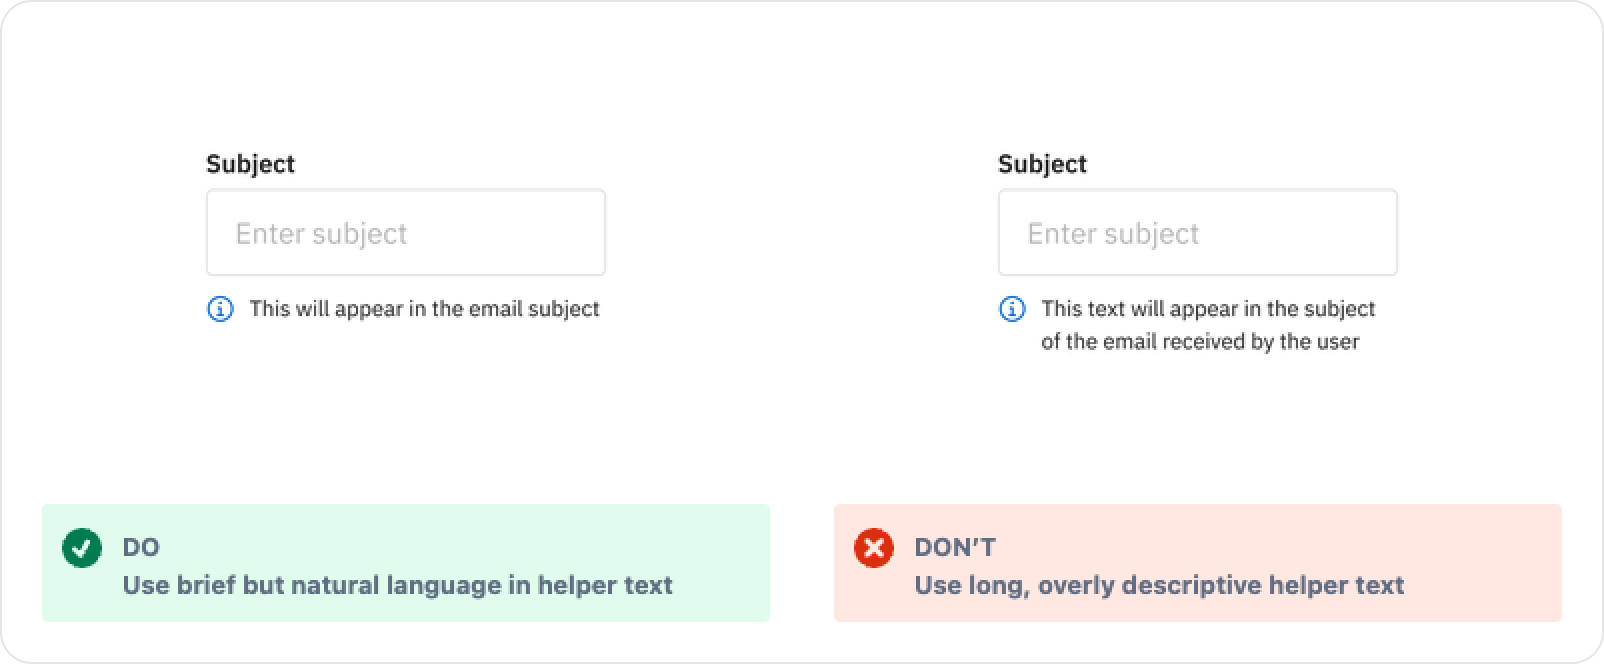 Subject
Enter subject
This will appear in the email subject
Subject
Enter subject
This text will appear in the subject
of the email received by the user
DO
Use brief but natural language in helper text
DON’T
Use long, overly descriptive helper text